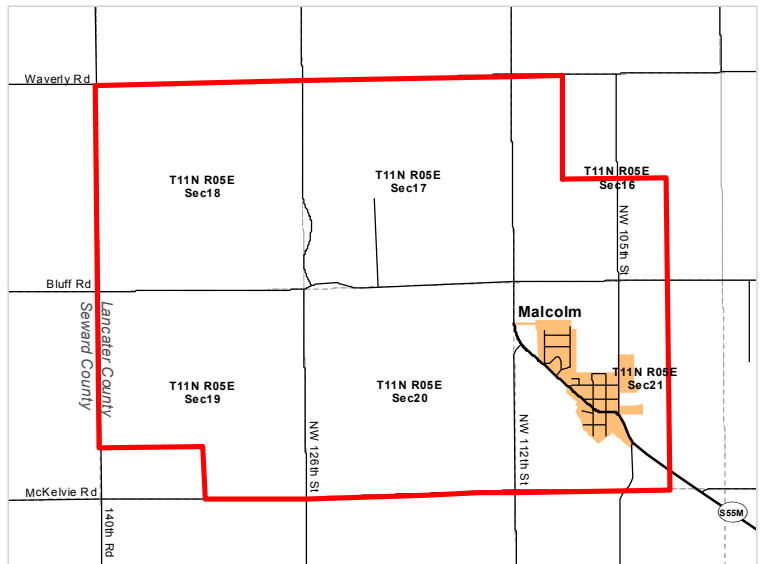 Waverly Rd
T11N R05E
Sec18
T11N R05E
Sec17
T11N R05E
Sec16
NW 105th St
Bluff Rd
Lancater County
Seward County
Malcolm
T11N R05E
Sec19
T11N R05E
Sec20
T11N R05E
Sec21
NW 126th St
NW 112th St
McKelvie Rd
140th Rd
S55M